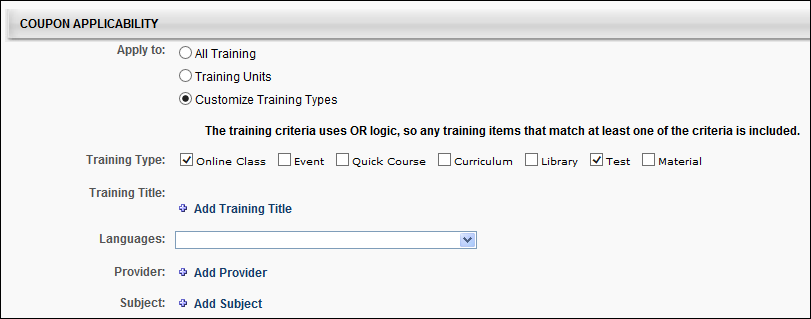 COUPON APPLICABILITY
Apply to: All Training
Training Units
Customize Training Types
The training criteria uses OR logic, so any training items that match at least one of the criteria is included.
Training Type: Online Class Event Quick Course Curriculum Library Test Material
Training Title:
Add Training Title
Languages:
Provider: Add Provider
Subject: Add Subject